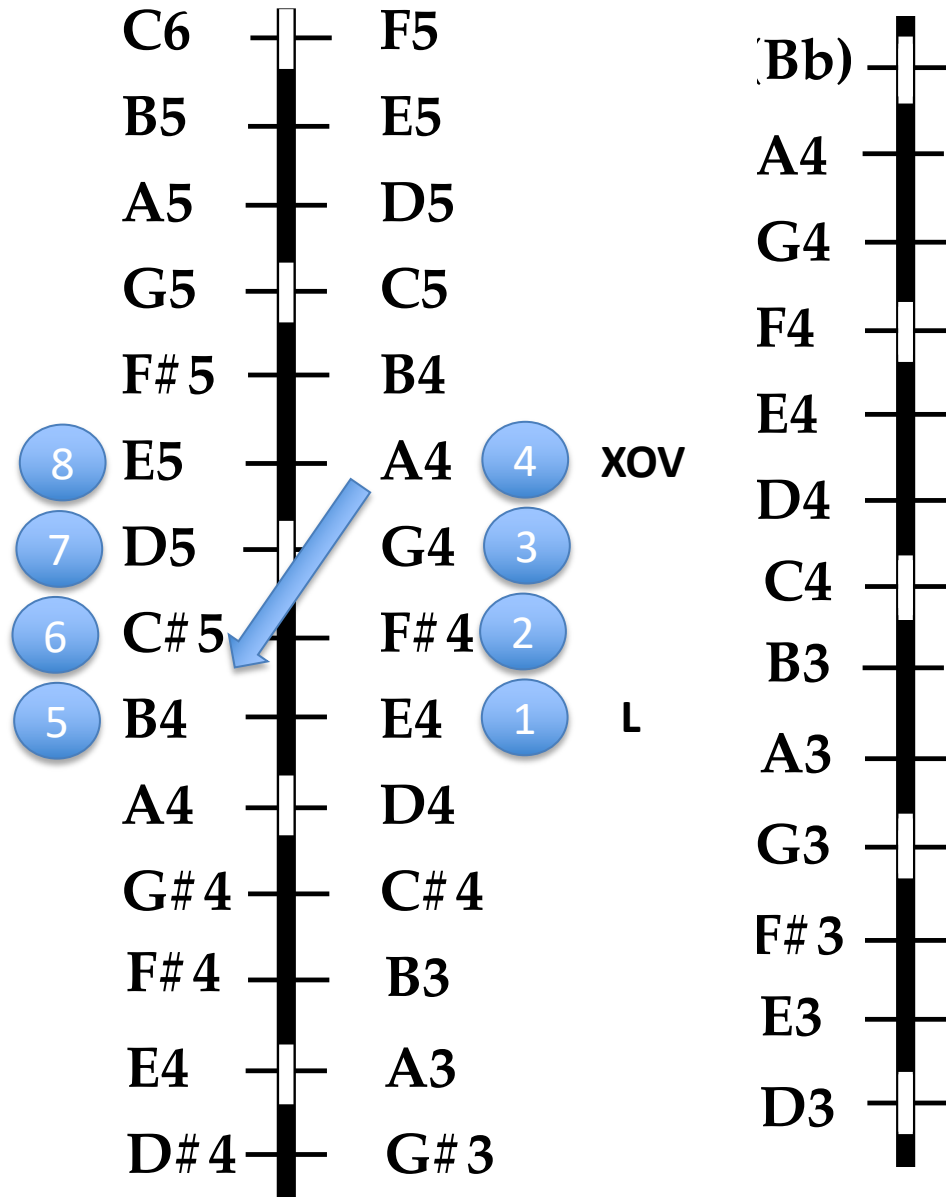 C6 F5 (Bb)
B5 E5 A4
A5 D5 G4
G5 C5 F4
F#5 B4 E4
8 E5 A4 4 XOV D4
7 D5 G4 3 C4
6 C#5 F#4 2 B3
5 B4 E4 1 L A3
A4 D4 G3
G#4 C#4 F#3
F#4 B3 E3
E4 A3 D3
D#4 G#3